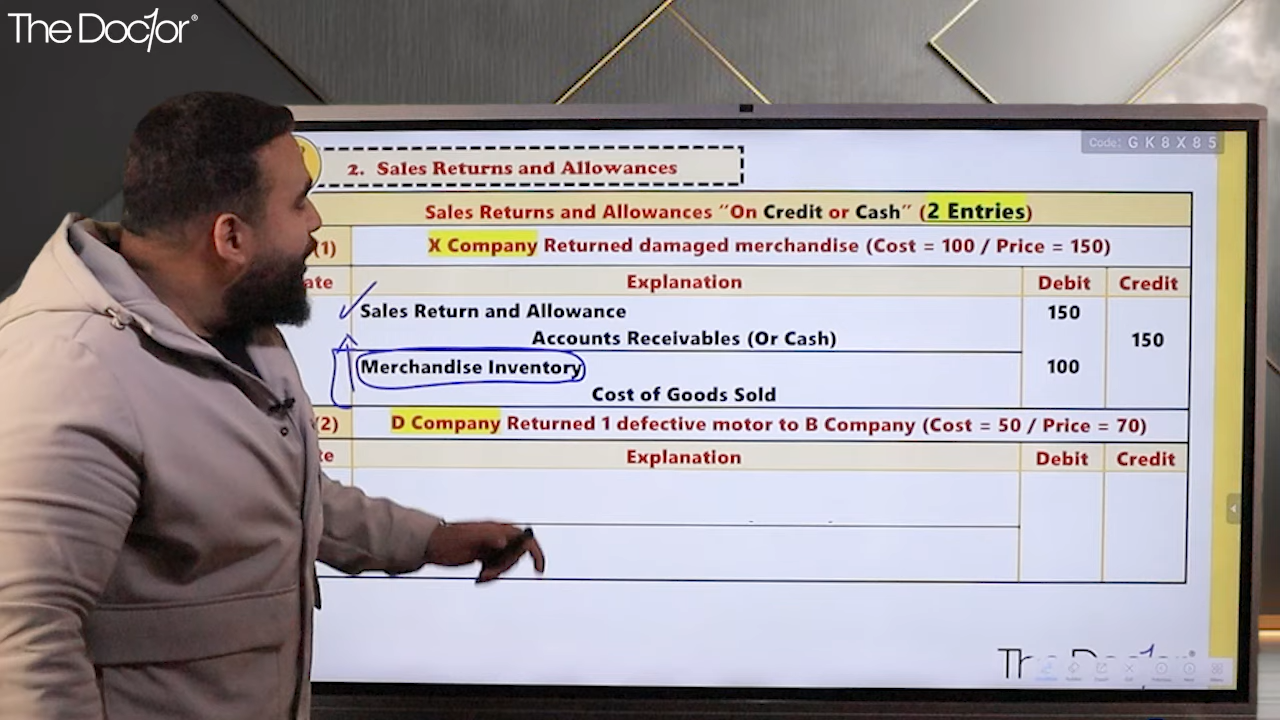 The Doctor®
Code: G K 8 X 8 5
2. Sales Returns and Allowances
Sales Returns and Allowances "On Credit or Cash" (2 Entries)
(1) X Company Returned damaged merchandise (Cost = 100 / Price = 150)
ate Explanation Debit Credit
Sales Return and Allowance 150
Accounts Receivables (Or Cash) 150
Merchandise Inventory 100
Cost of Goods Sold
(2) D Company Returned 1 defective motor to B Company (Cost = 50 / Price = 70)
te Explanation Debit Credit